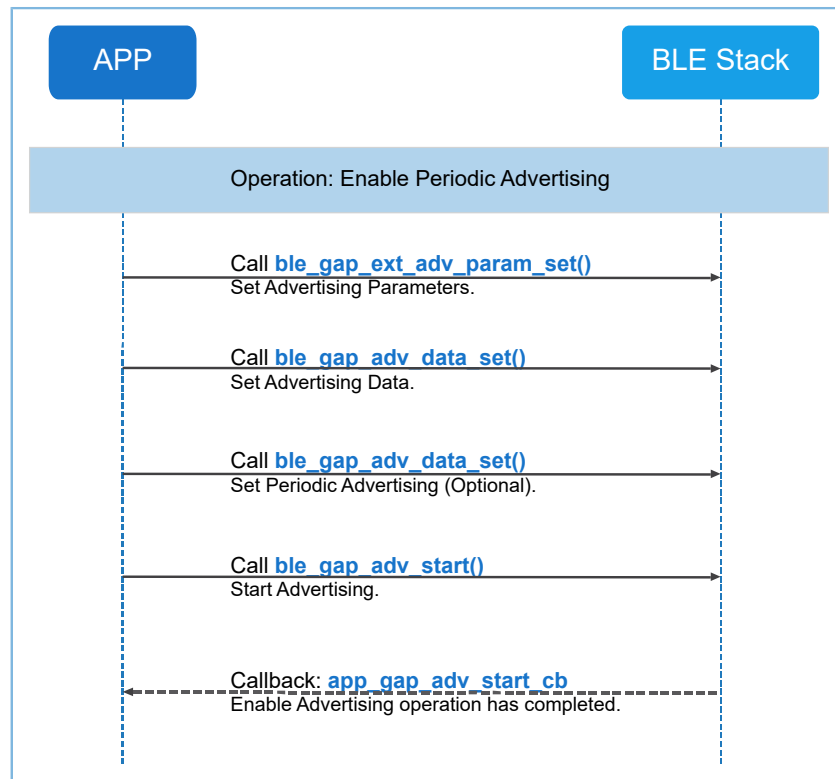 APP
BLE Stack
Operation: Enable Periodic Advertising
Call ble_gap_ext_adv_param_set()
Set Advertising Parameters.
Call ble_gap_adv_data_set()
Set Advertising Data.
Call ble_gap_adv_data_set()
Set Periodic Advertising (Optional).
Call ble_gap_adv_start()
Start Advertising.
Callback: app_gap_adv_start_cb
Enable Advertising operation has completed.